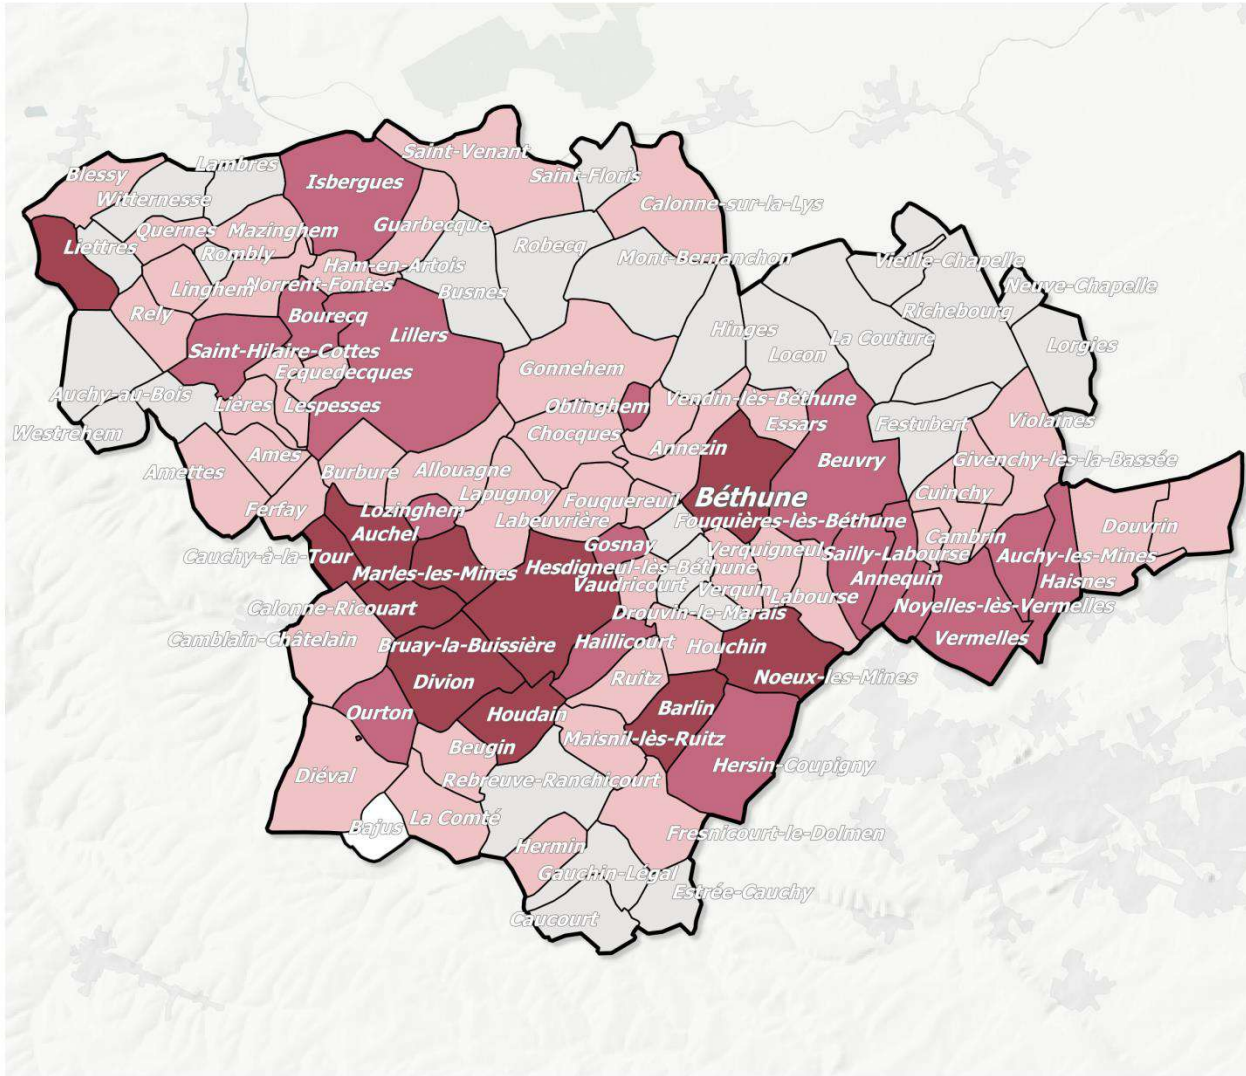 Saint-Venant
Lambres
Blessy
Isbergues
Saint-Floris
Witternesse
Calonne-sur-la-Lys
Guarbecque
Quernes
Mazinghem
Liettres
Robecq
Rombly
Mont-Bernanchon
Vieille-Chapelle
Ham-en-Artois
Norrent-Fontes
Neuve-Chapelle
Linghem
Busnes
Rely
Bourecq
Richebourg
Hinges
Lillers
La Couture
Lorgies
Saint-Hilaire-Cottes
Locon
Ecquedecques
Gonnehem
Auchy-au-Bois
Vendin-lès-Béthune
Lières
Lespesses
Oblinghem
Violaines
Essars
Festubert
Westrehem
Chocques
Annezin
Ames
Beuvry
Givenchy-lès-la-Bassée
Amettes
Burbure
Allouagne
Cuinchy
Lapugnoy
Béthune
Fouquereuil
Ferfay
Lozinghem
Labeuvrière
Fouquières-lès-Béthune
Douvrin
Auchel
Cambrin
Gosnay
Verquigneul
Sailly-Labourse
Auchy-les-Mines
Cauchy-à-la-Tour
Hesdigneul-lès-Béthune
Marles-les-Mines
Annequin
Haisnes
Vaudricourt
Verquin
Labourse
Calonne-Ricouart
Drouvin-le-Marais
Noyelles-lès-Vermelles
Camblain-Châtelain
Bruay-la-Buissière
Haillicourt
Houchin
Vermelles
Divion
Ruitz
Noeux-les-Mines
Ourton
Houdain
Barlin
Beugin
Maisnil-lès-Ruitz
Diéval
Rebreuve-Ranchicourt
Hersin-Coupigny
La Comté
Bajus
Hermin
Fresnicourt-le-Dolmen
Gauchin-Légal
Estrée-Cauchy
Caucourt